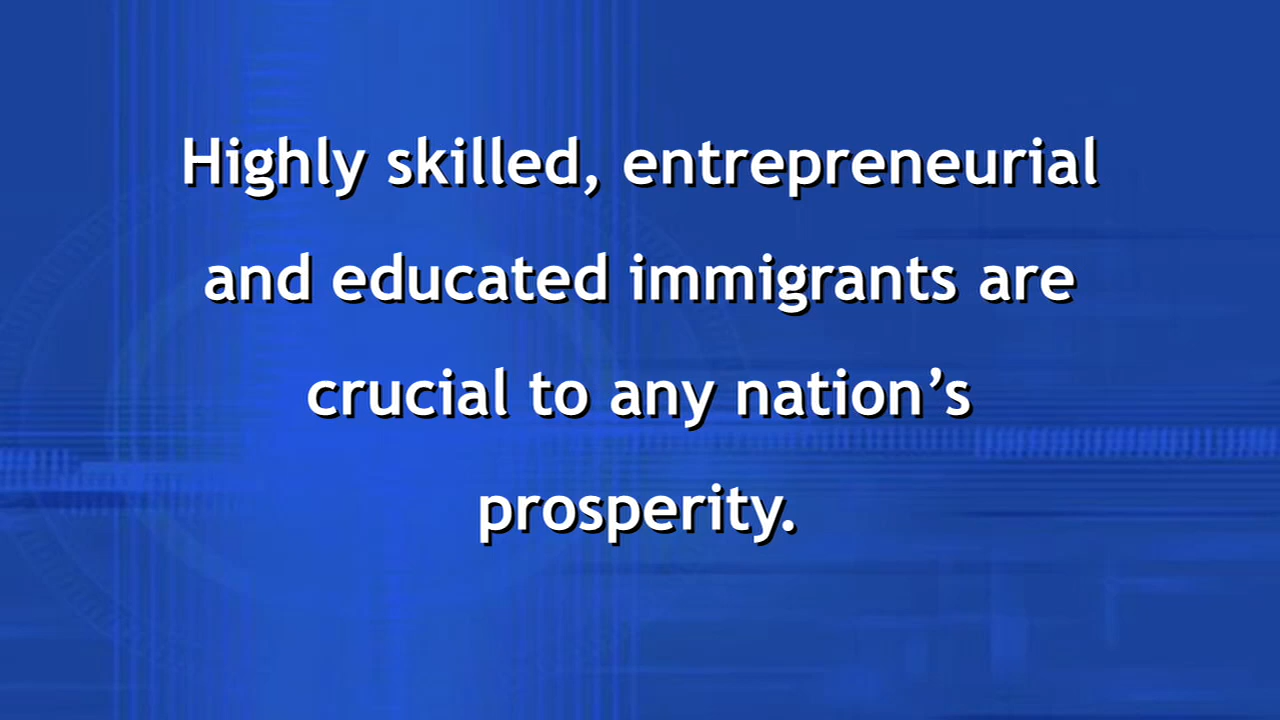 Highly skilled, entrepreneurial
and educated immigrants are
crucial to any nation’s
prosperity.